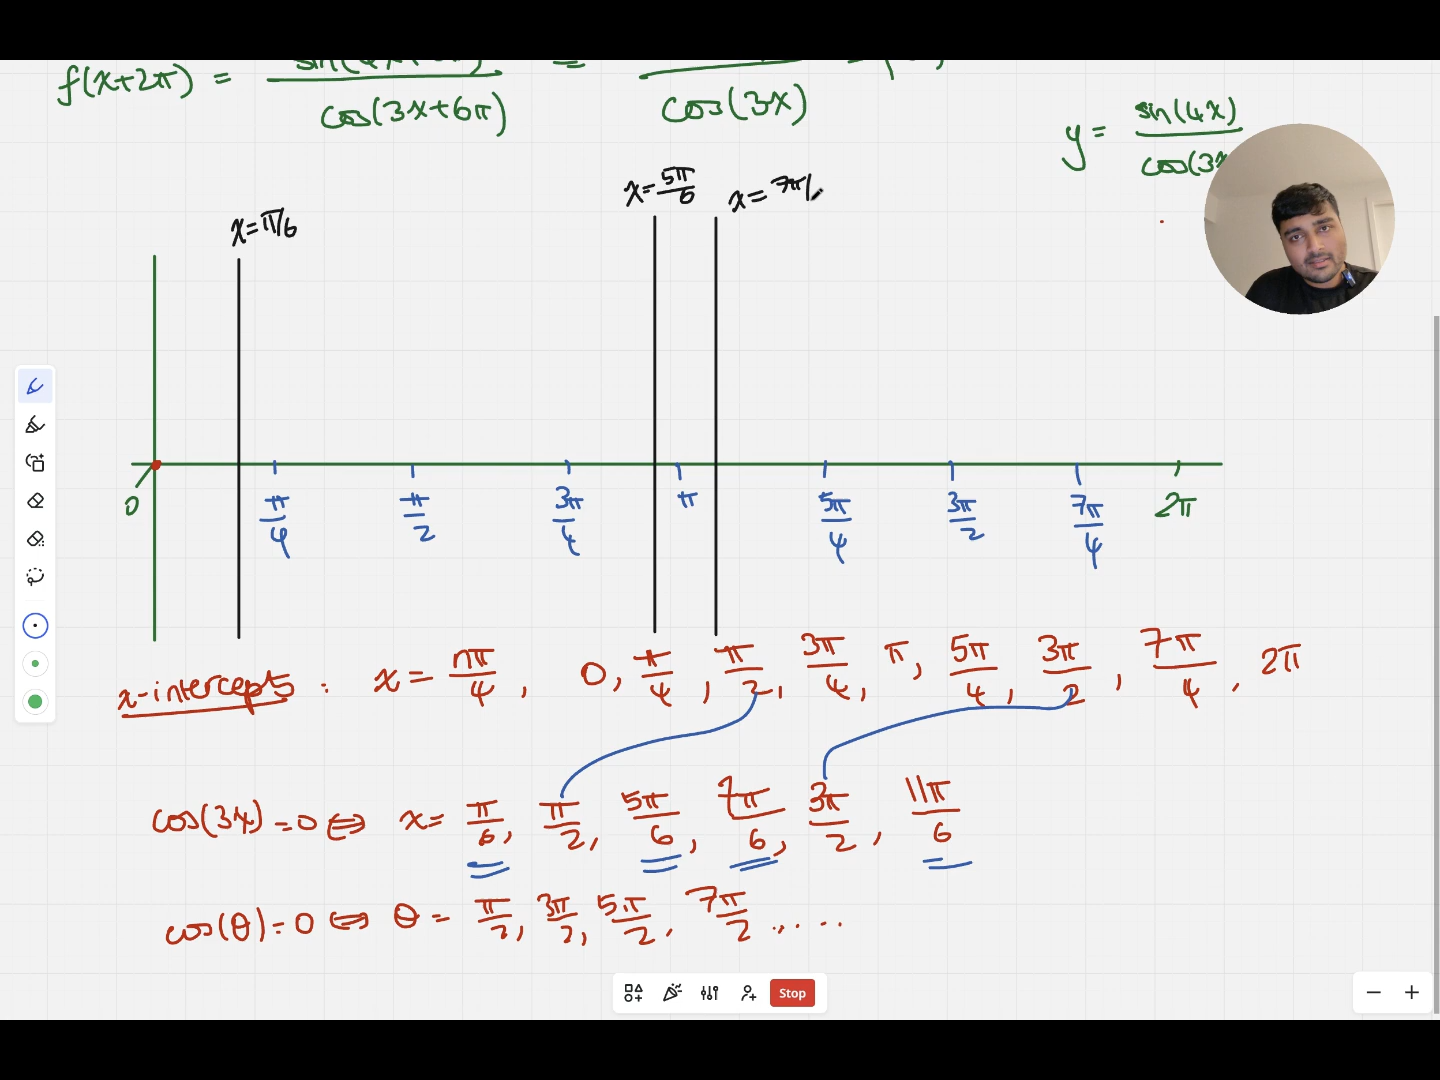 f(x+2π) = sin( / cos(3x+6π) = / cos(3x) =
y = sin(4x) / cos(3x
x = 5π/6
x = 7π/
x = π/6
0 π/4 π/2 3π/4 π 5π/4 3π/2 7π/4 2π
x-intercepts : x = nπ/4 , 0, π/4 , π/2, 3π/4, π, 5π/4 , 3π/2 , 7π/4 , 2π
cos(3x) = 0 ⇔ x = π/6, π/2, 5π/6 , 7π/6, 3π/2 , 11π/6
cos(θ) = 0 ⇔ θ = π/2, 3π/2, 5π/2 , 7π/2 .,...
Stop